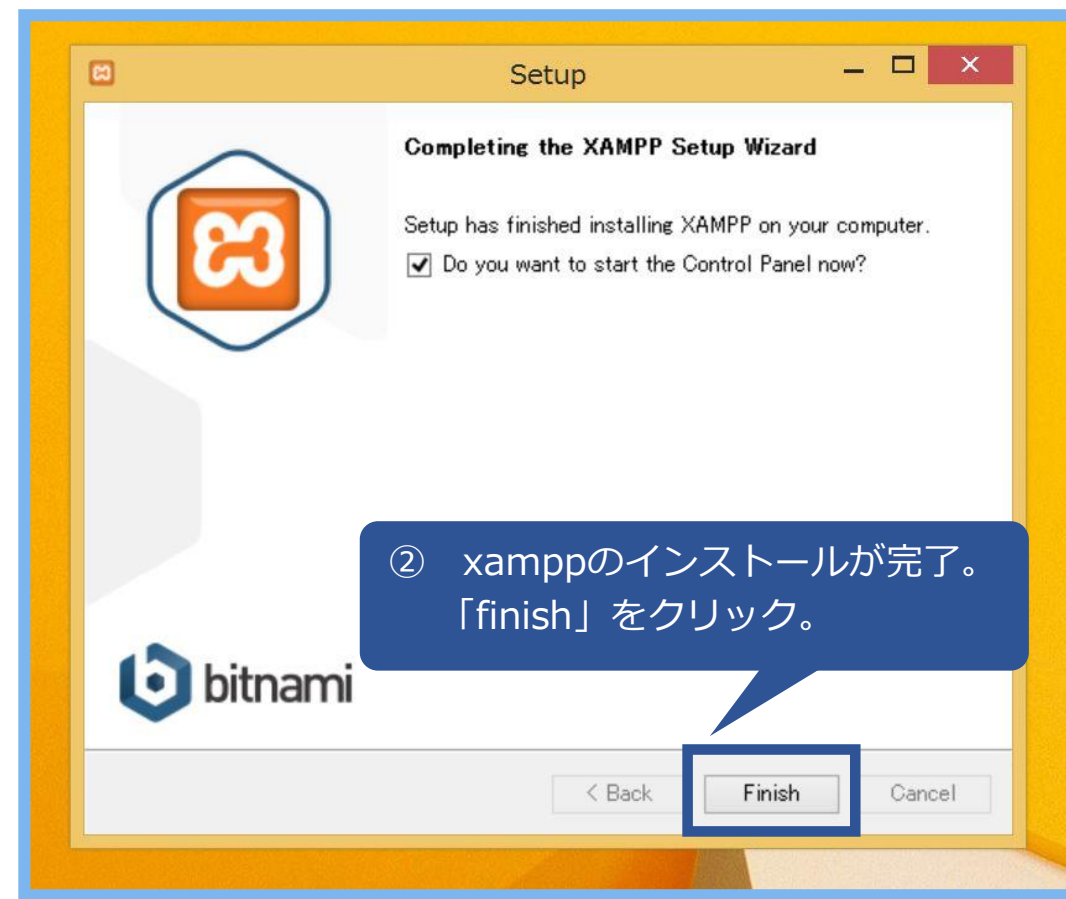 Setup
Completing the XAMPP Setup Wizard
Setup has finished installing XAMPP on your computer.
Do you want to start the Control Panel now?
② xamppのインストールが完了。
「finish」をクリック。
bitnami
< Back Finish Cancel